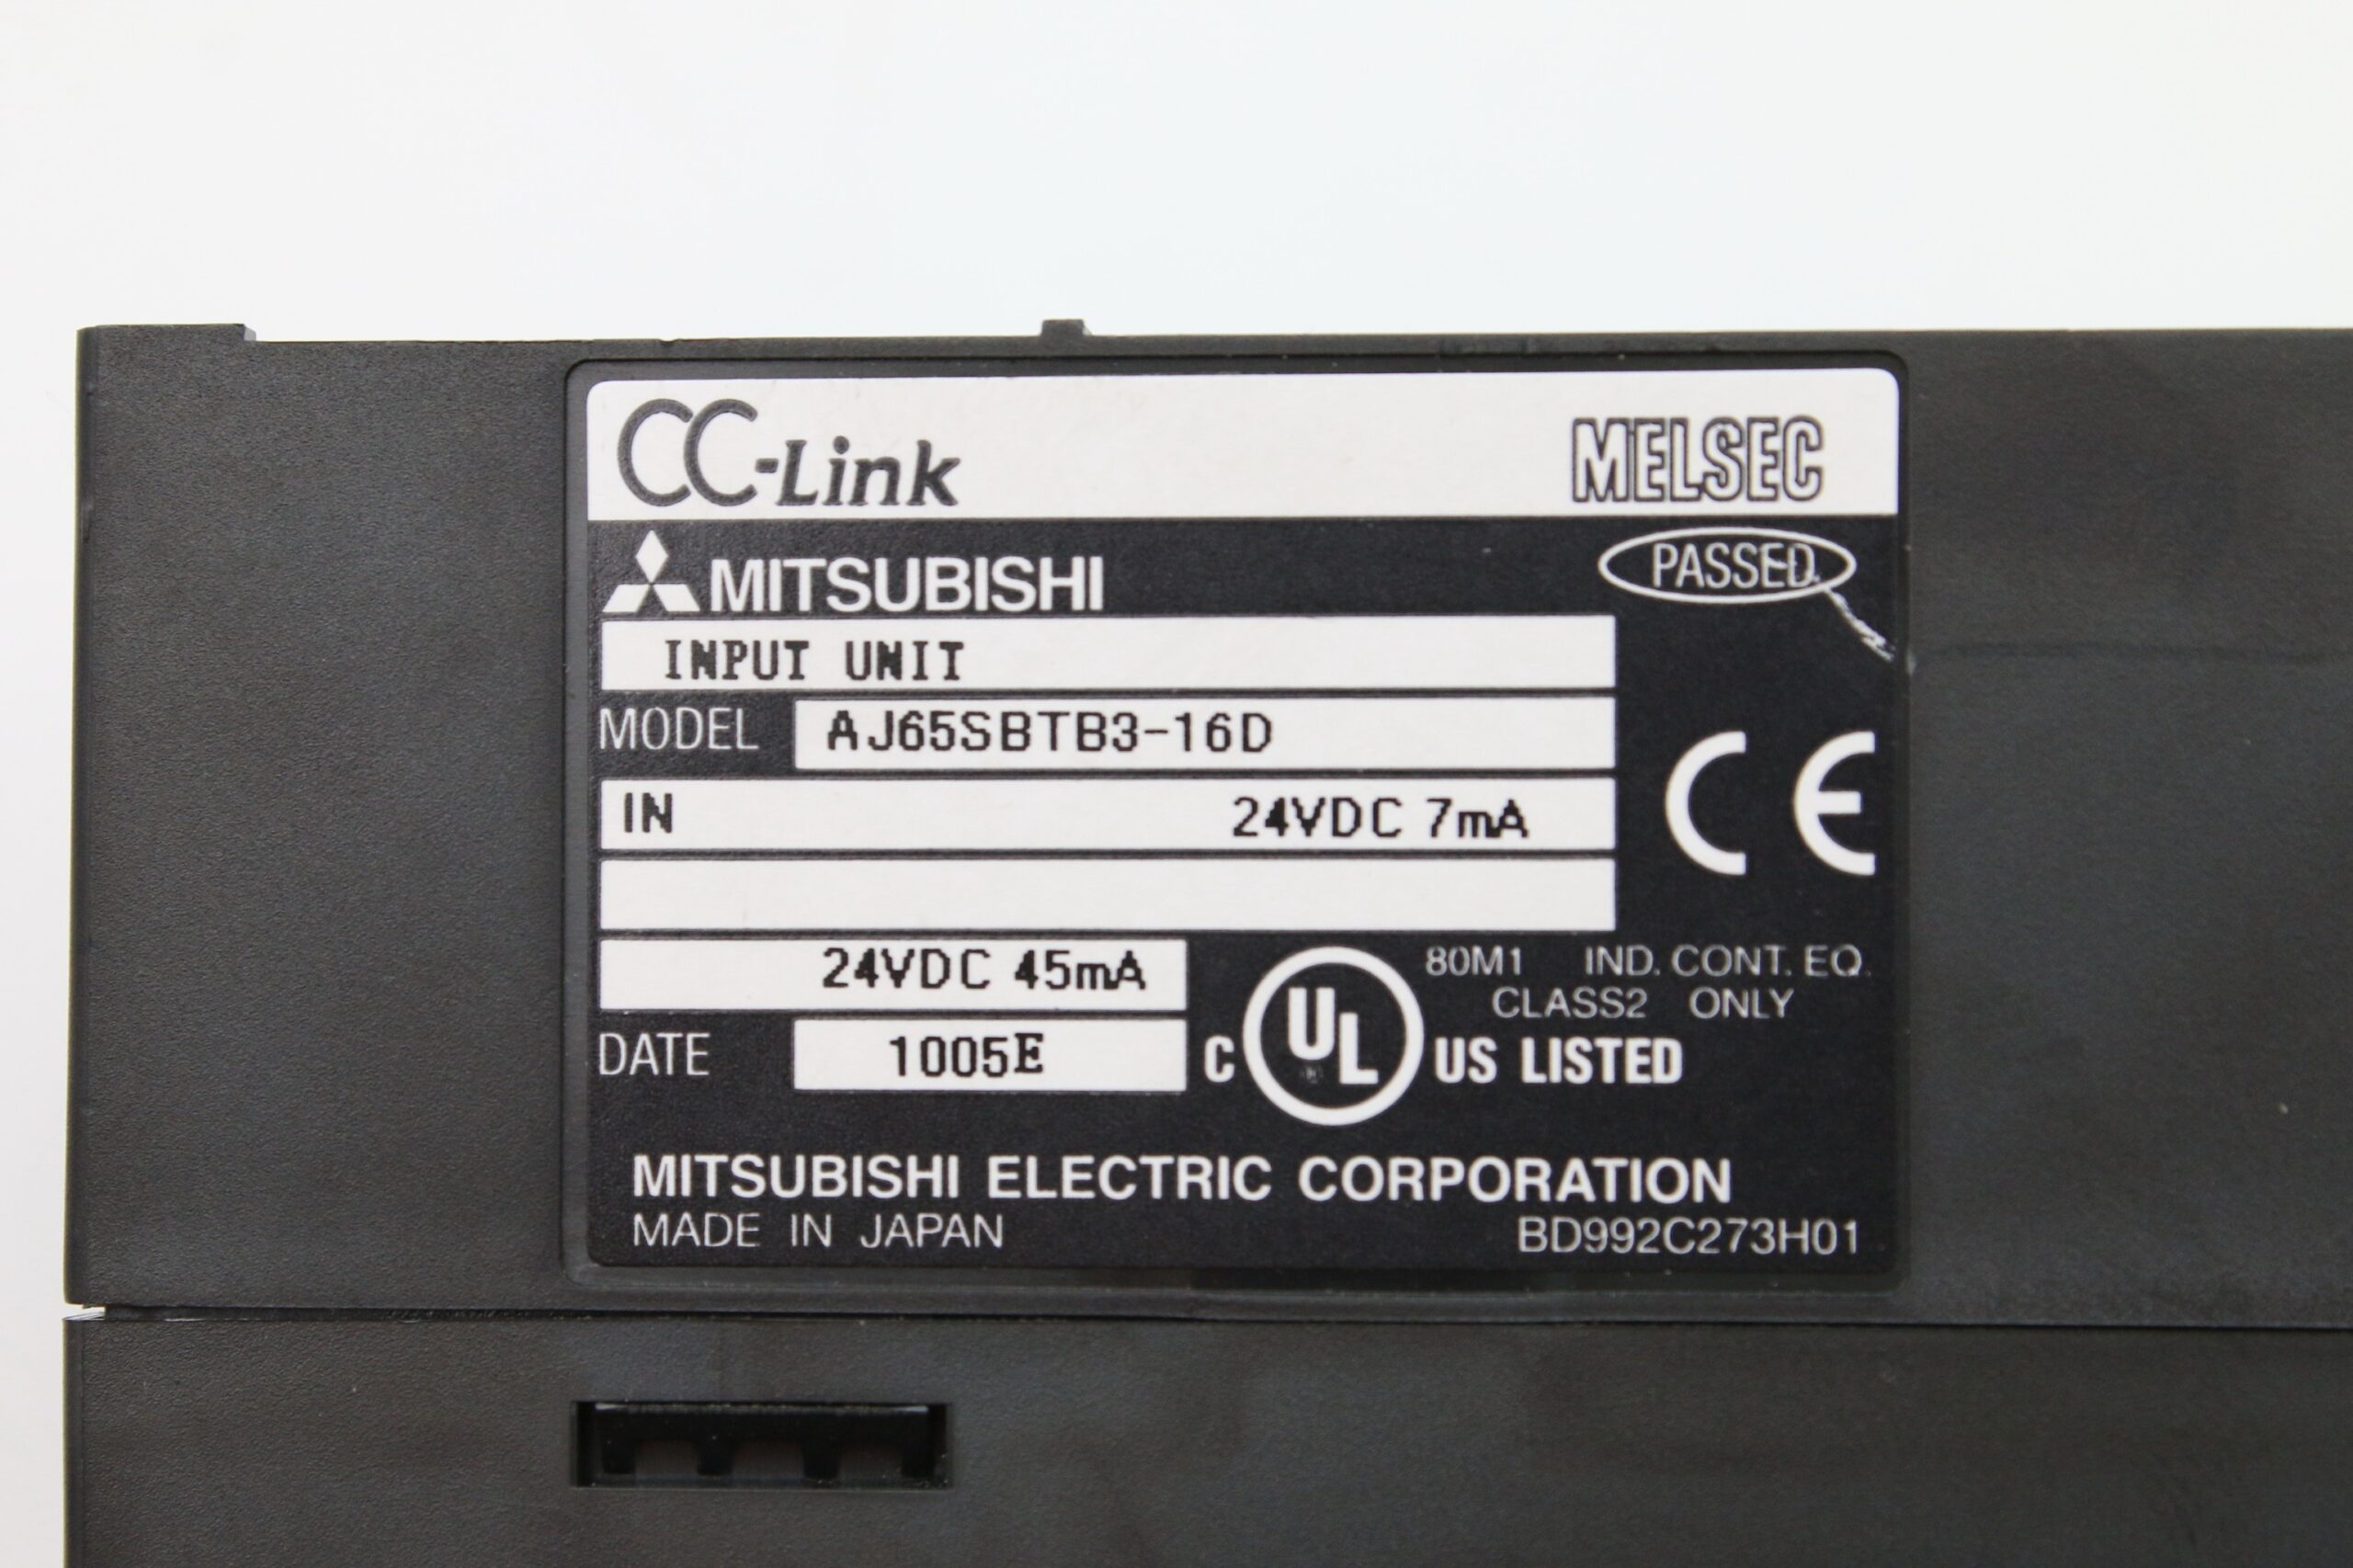 CC-Link MELSEC
MITSUBISHI PASSED
INPUT UNIT
MODEL AJ65SBTB3-16D
IN 24VDC 7mA
24VDC 45mA
80M1 IND. CONT. EQ.
CLASS2 ONLY
DATE 1005E
C UL US LISTED
MITSUBISHI ELECTRIC CORPORATION
MADE IN JAPAN BD992C273H01